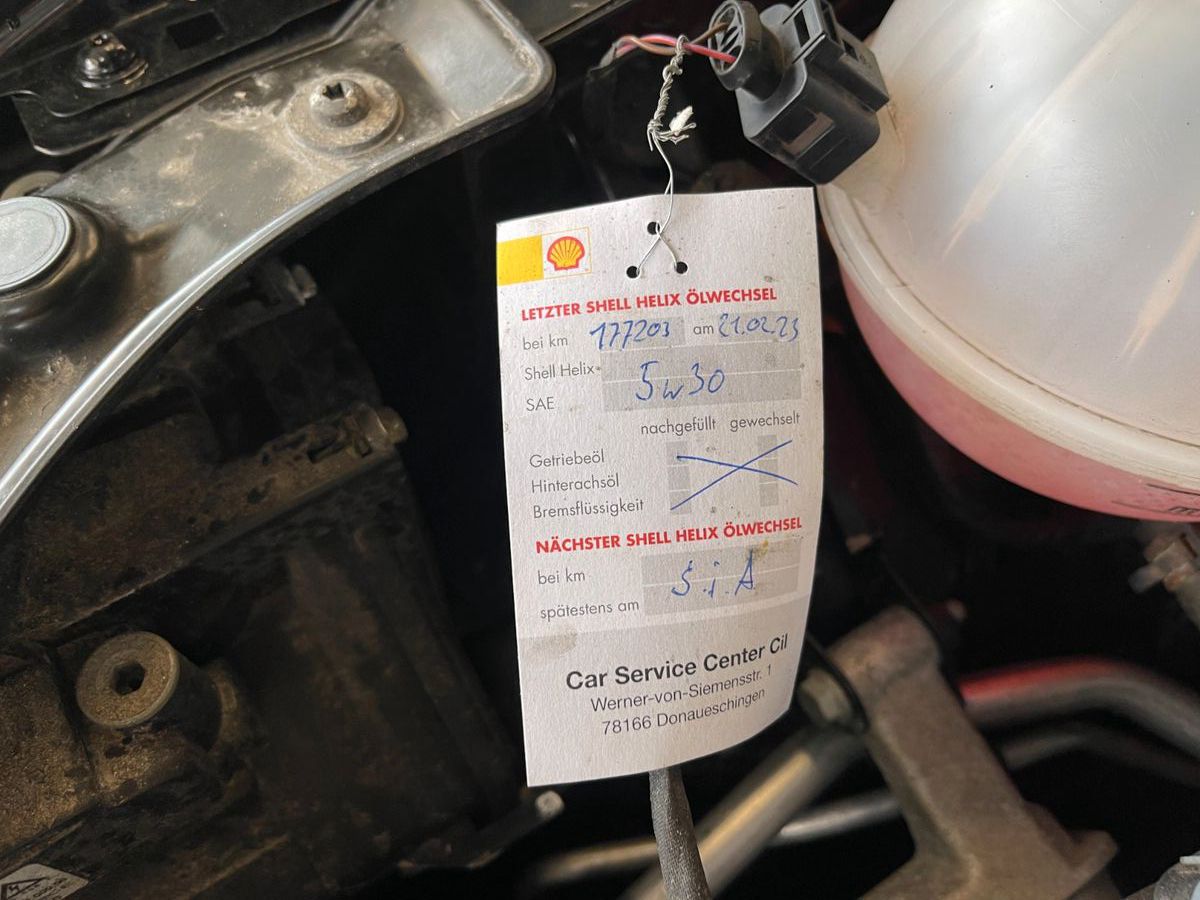 LETZTER SHELL HELIX ÖLWECHSEL
bei km 177203 am 21.02.23
Shell Helix
SAE 5w30
nachgefüllt gewechselt
Getriebeöl
Hinterachsöl
Bremsflüssigkeit
NÄCHSTER SHELL HELIX ÖLWECHSEL
bei km S.i.A
spätestens am
Car Service Center Cil
Werner-von-Siemensstr. 1
78166 Donaueschingen